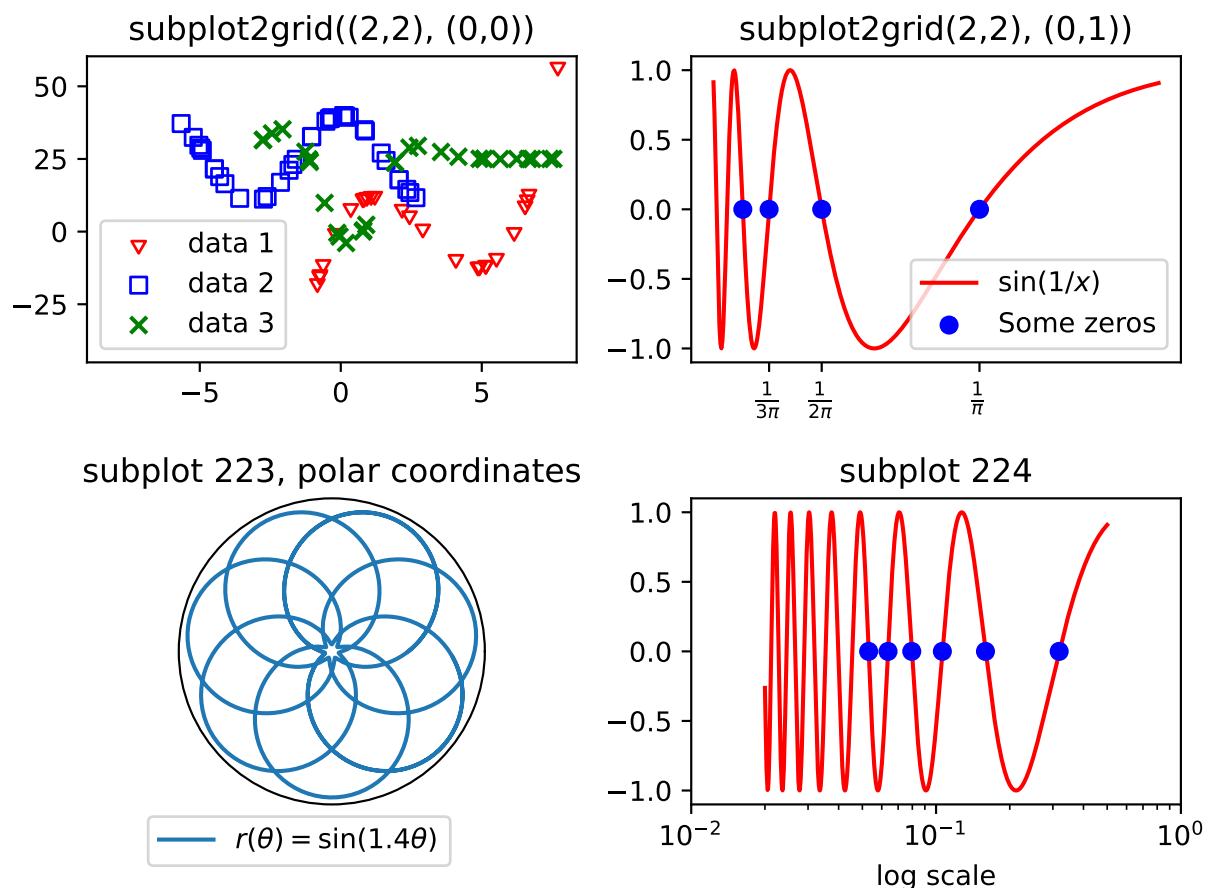 subplot2grid((2,2), (0,0))
50
25
0
−25
data 1
data 2
data 3
−5 0 5
subplot2grid(2,2), (0,1))
1.0
0.5
0.0
−0.5
−1.0
sin(1/x)
Some zeros
1/3π 1/2π 1/π
subplot 223, polar coordinates
r(θ) = sin(1.4θ)
subplot 224
1.0
0.5
0.0
−0.5
−1.0
10⁻² 10⁻¹ 10⁰
log scale